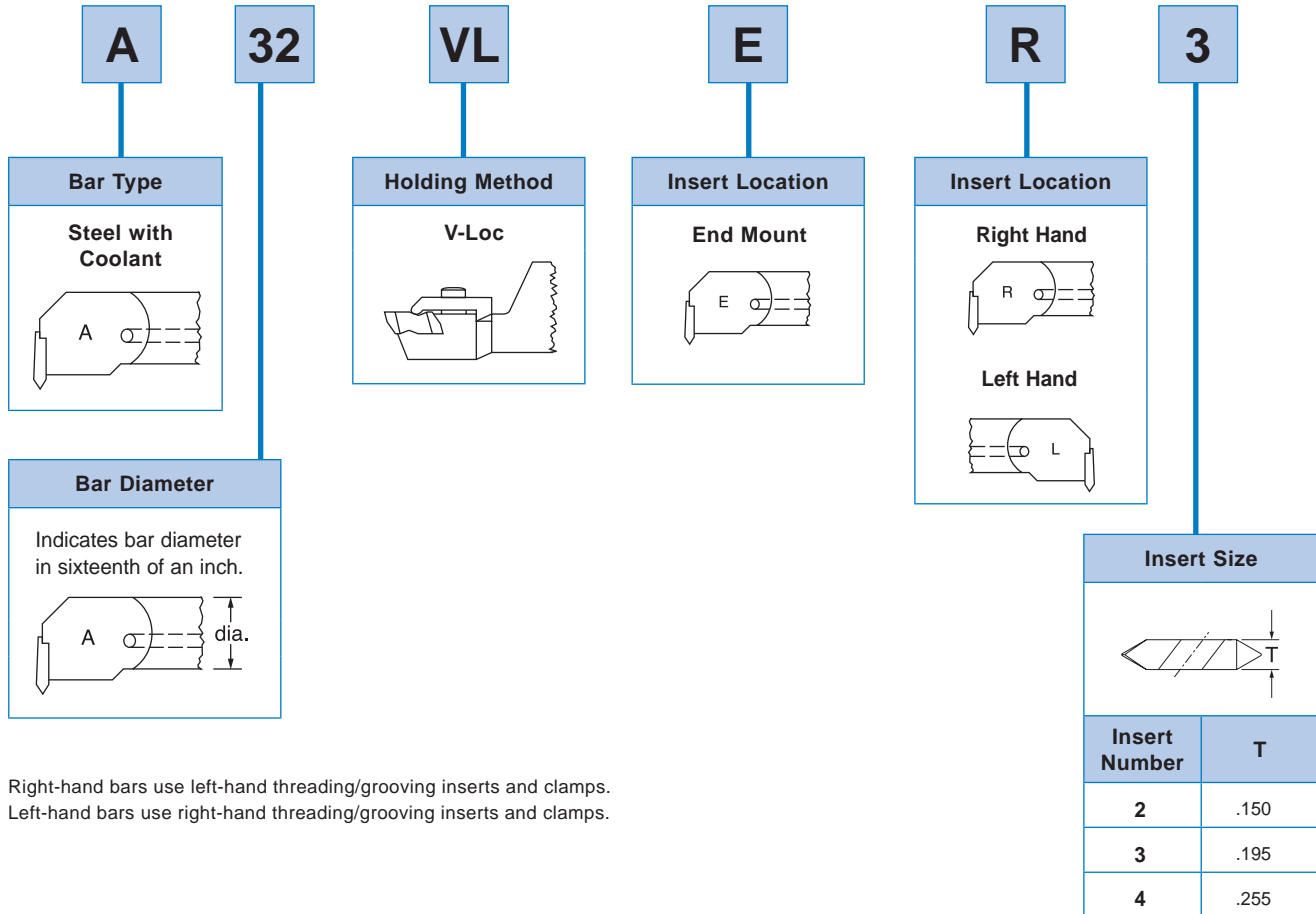 A 32 VL E R 3
Bar Type
Steel with
Coolant
A
Holding Method
V-Loc
Insert Location
End Mount
E
Insert Location
Right Hand
R
Left Hand
L
Bar Diameter
Indicates bar diameter
in sixteenth of an inch.
A dia.
Insert Size
T
Insert Number T
2 .150
3 .195
4 .255
Right-hand bars use left-hand threading/grooving inserts and clamps.
Left-hand bars use right-hand threading/grooving inserts and clamps.